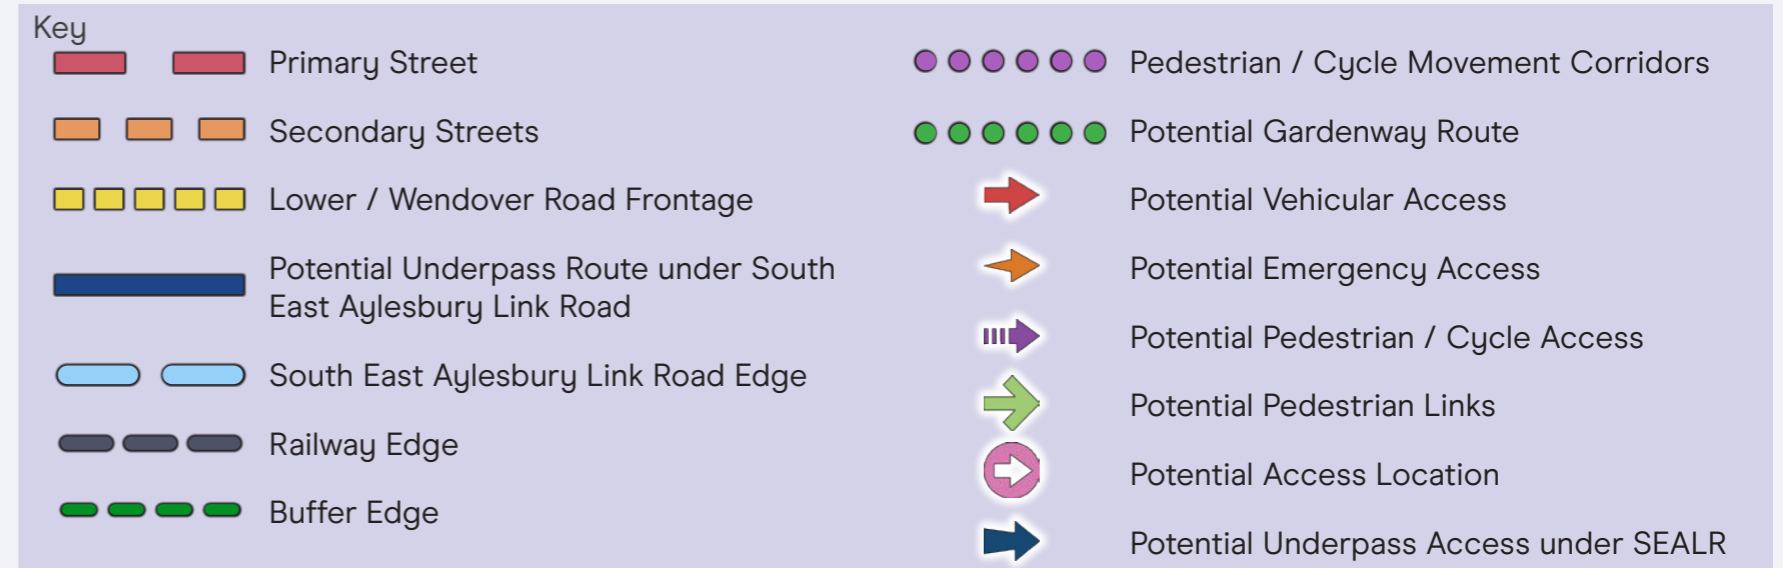 Key
Primary Street
Secondary Streets
Lower / Wendover Road Frontage
Potential Underpass Route under South
East Aylesbury Link Road
South East Aylesbury Link Road Edge
Railway Edge
Buffer Edge
Pedestrian / Cycle Movement Corridors
Potential Gardenway Route
Potential Vehicular Access
Potential Emergency Access
Potential Pedestrian / Cycle Access
Potential Pedestrian Links
Potential Access Location
Potential Underpass Access under SEALR